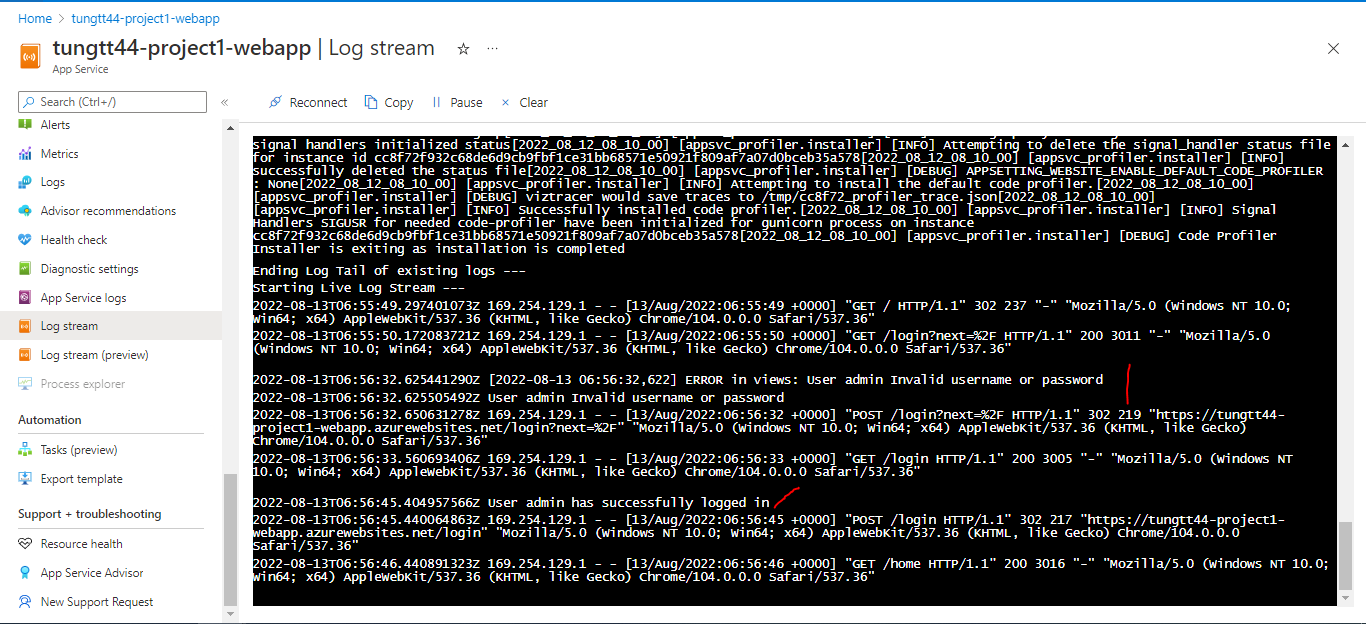 Home > tungtt44-project1-webapp
tungtt44-project1-webapp | Log stream
App Service
Search (Ctrl+/)
Reconnect
Copy
Pause
Clear
Alerts
Metrics
Logs
Advisor recommendations
Health check
Diagnostic settings
App Service logs
Log stream
Log stream (preview)
Process explorer
Automation
Tasks (preview)
Export template
Support + troubleshooting
Resource health
App Service Advisor
New Support Request
signal handlers initialized status[2022_08_12_08_10_00] [appsvc_profiler.installer] [INFO] Attempting to delete the signal_handler status file
for instance id cc8f72f932c68de6d9cb9fbf1ce31bb68571e50921f809af7a07d0bceb35a578[2022_08_12_08_10_00] [appsvc_profiler.installer] [INFO]
successfully deleted the status file[2022_08_12_08_10_00] [appsvc_profiler.installer] [DEBUG] APPSETTING_WEBSITE_ENABLE_DEFAULT_CODE_PROFILER
: None[2022_08_12_08_10_00] [appsvc_profiler.installer] [INFO] Attempting to install the default code profiler.[2022_08_12_08_10_00]
[appsvc_profiler.installer] [DEBUG] viztracer would save traces to /tmp/cc8f72_profiler_trace.json[2022_08_12_08_10_00]
[appsvc_profiler.installer] [INFO] Successfully installed code profiler.[2022_08_12_08_10_00] [appsvc_profiler.installer] [INFO] Signal
Handlers SIGUSR for needed code-profiler have been initialized for gunicorn process on instance
cc8f72f932c68de6d9cb9fbf1ce31bb68571e50921f809af7a07d0bceb35a578[2022_08_12_08_10_00] [appsvc_profiler.installer] [DEBUG] Code Profiler
Installer is exiting as installation is completed
Ending Log Tail of existing logs ---
Starting Live Log Stream ---
2022-08-13T06:55:49.297401073Z 169.254.129.1 - - [13/Aug/2022:06:55:49 +0000] "GET / HTTP/1.1" 302 237 "-" "Mozilla/5.0 (Windows NT 10.0;
Win64; x64) AppleWebKit/537.36 (KHTML, like Gecko) Chrome/104.0.0.0 Safari/537.36"
2022-08-13T06:55:50.172083721Z 169.254.129.1 - - [13/Aug/2022:06:55:50 +0000] "GET /login?next=%2F HTTP/1.1" 200 3011 "-" "Mozilla/5.0
(Windows NT 10.0; Win64; x64) AppleWebKit/537.36 (KHTML, like Gecko) Chrome/104.0.0.0 Safari/537.36"
2022-08-13T06:56:32.625441290Z [2022-08-13 06:56:32,622] ERROR in views: User admin Invalid username or password
2022-08-13T06:56:32.625505492Z User admin Invalid username or password
2022-08-13T06:56:32.650631278Z 169.254.129.1 - - [13/Aug/2022:06:56:32 +0000] "POST /login?next=%2F HTTP/1.1" 302 219 "https://tungtt44-
project1-webapp.azurewebsites.net/login?next=%2F" "Mozilla/5.0 (Windows NT 10.0; Win64; x64) AppleWebKit/537.36 (KHTML, like Gecko)
Chrome/104.0.0.0 Safari/537.36"
2022-08-13T06:56:33.560693406Z 169.254.129.1 - - [13/Aug/2022:06:56:33 +0000] "GET /login HTTP/1.1" 200 3005 "-" "Mozilla/5.0 (Windows NT
10.0; Win64; x64) AppleWebKit/537.36 (KHTML, like Gecko) Chrome/104.0.0.0 Safari/537.36"
2022-08-13T06:56:45.404957566Z User admin has successfully logged in
2022-08-13T06:56:45.440064863Z 169.254.129.1 - - [13/Aug/2022:06:56:45 +0000] "POST /login HTTP/1.1" 302 217 "https://tungtt44-project1-
webapp.azurewebsites.net/login" "Mozilla/5.0 (Windows NT 10.0; Win64; x64) AppleWebKit/537.36 (KHTML, like Gecko) Chrome/104.0.0.0
Safari/537.36"
2022-08-13T06:56:46.440891323Z 169.254.129.1 - - [13/Aug/2022:06:56:46 +0000] "GET /home HTTP/1.1" 200 3016 "-" "Mozilla/5.0 (Windows NT 10.0;
Win64; x64) AppleWebKit/537.36 (KHTML, like Gecko) Chrome/104.0.0.0 Safari/537.36"